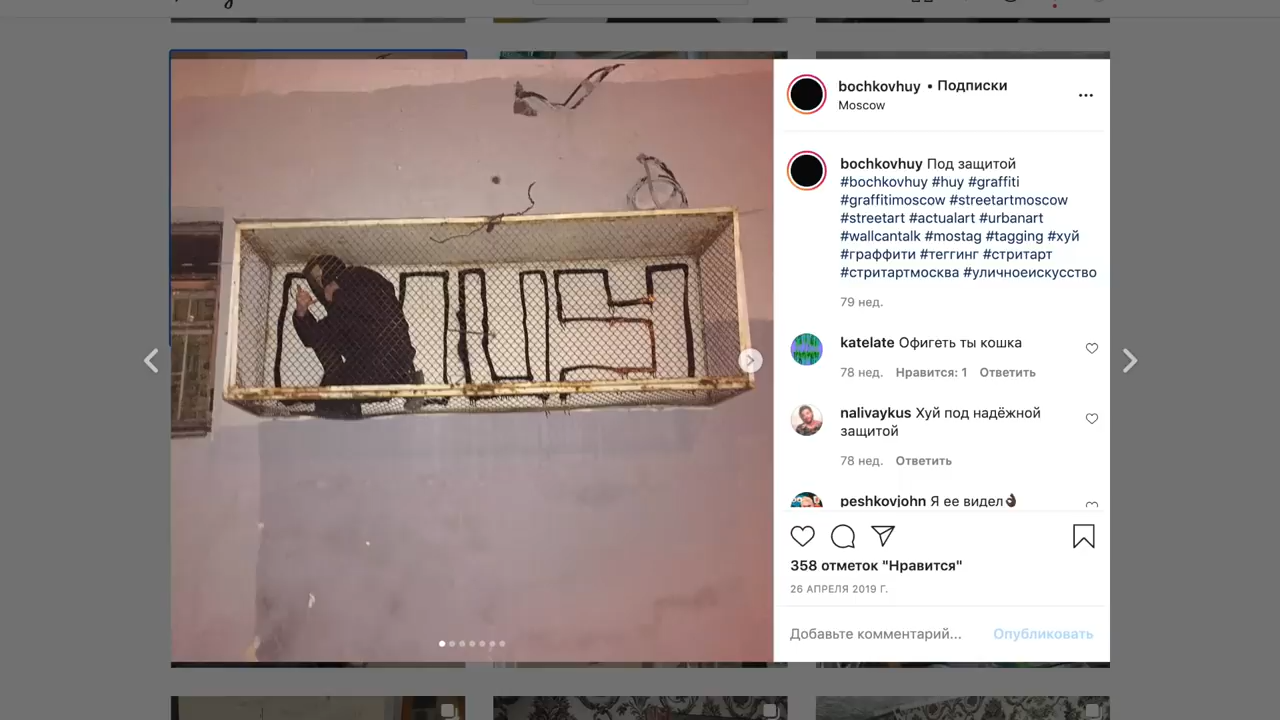 bochkovhuy • Подписки
Moscow
bochkovhuy Под защитой
#bochkovhuy #huy #graffiti
#graffitimoscow #streetartmoscow
#streetart #actualart #urbanart
#wallcantalk #mostag #tagging #хуй
#граффити #теггинг #стритарт
#стритартмосква #уличноеискусство
79 нед.
katelate Офигеть ты кошка
78 нед. Нравится: 1 Ответить
nalivaykus Хуй под надёжной
защитой
78 нед. Ответить
peshkovjohn Я ее видел👌🏿
358 отметок "Нравится"
26 АПРЕЛЯ 2019 Г.
Добавьте комментарий... Опубликовать